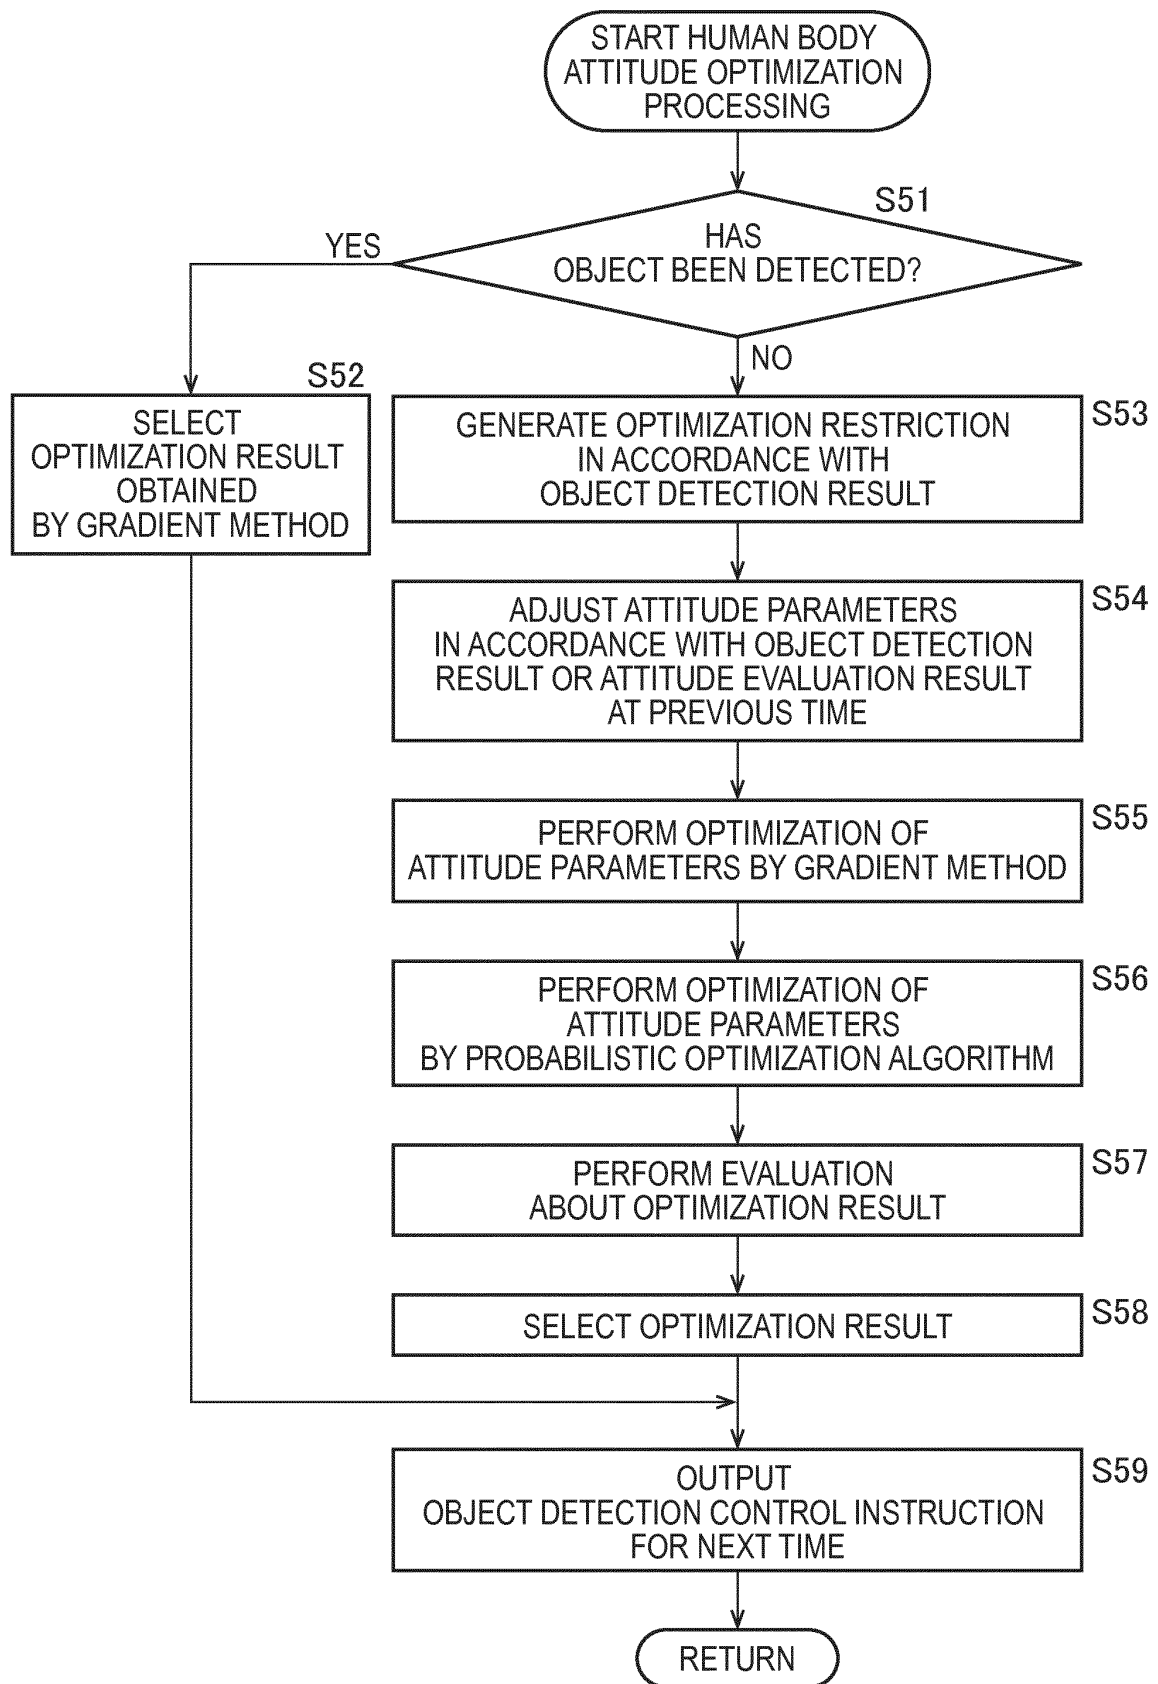 START HUMAN BODY
ATTITUDE OPTIMIZATION
PROCESSING
S51
HAS
OBJECT BEEN DETECTED?
YES
NO
S52
SELECT
OPTIMIZATION RESULT
OBTAINED
BY GRADIENT METHOD
S53
GENERATE OPTIMIZATION RESTRICTION
IN ACCORDANCE WITH
OBJECT DETECTION RESULT
S54
ADJUST ATTITUDE PARAMETERS
IN ACCORDANCE WITH OBJECT DETECTION
RESULT OR ATTITUDE EVALUATION RESULT
AT PREVIOUS TIME
S55
PERFORM OPTIMIZATION OF
ATTITUDE PARAMETERS BY GRADIENT METHOD
S56
PERFORM OPTIMIZATION OF
ATTITUDE PARAMETERS
BY PROBABILISTIC OPTIMIZATION ALGORITHM
S57
PERFORM EVALUATION
ABOUT OPTIMIZATION RESULT
S58
SELECT OPTIMIZATION RESULT
S59
OUTPUT
OBJECT DETECTION CONTROL INSTRUCTION
FOR NEXT TIME
RETURN